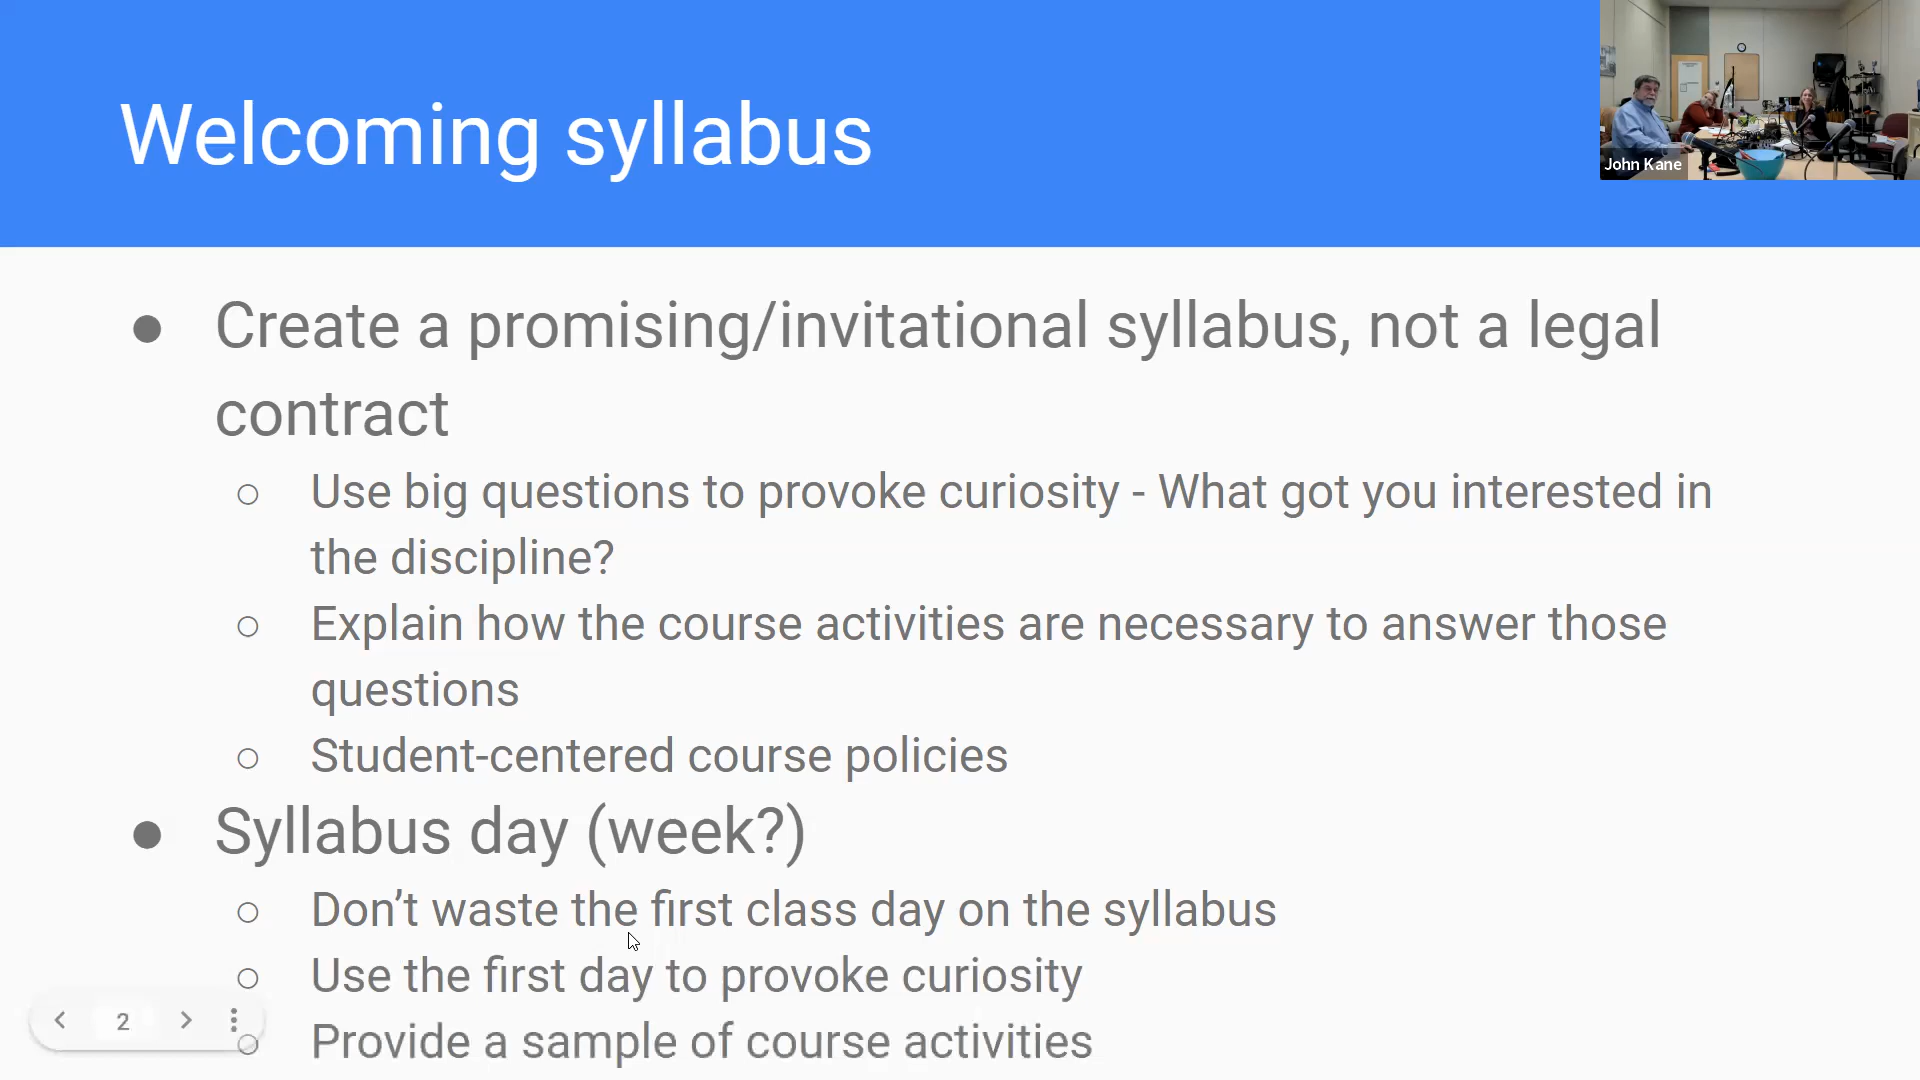 Welcoming syllabus
John Kane
● Create a promising/invitational syllabus, not a legal
contract
○ Use big questions to provoke curiosity - What got you interested in
the discipline?
○ Explain how the course activities are necessary to answer those
questions
○ Student-centered course policies
● Syllabus day (week?)
○ Don’t waste the first class day on the syllabus
○ Use the first day to provoke curiosity
○ Provide a sample of course activities
2